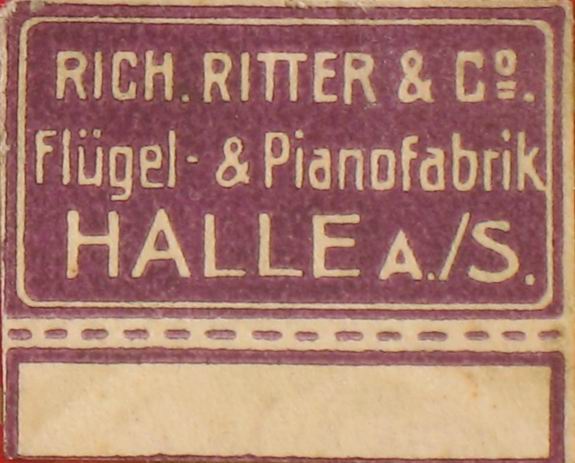 RICH. RITTER & Cº.
Flügel- & Pianofabrik
HALLE A./S.